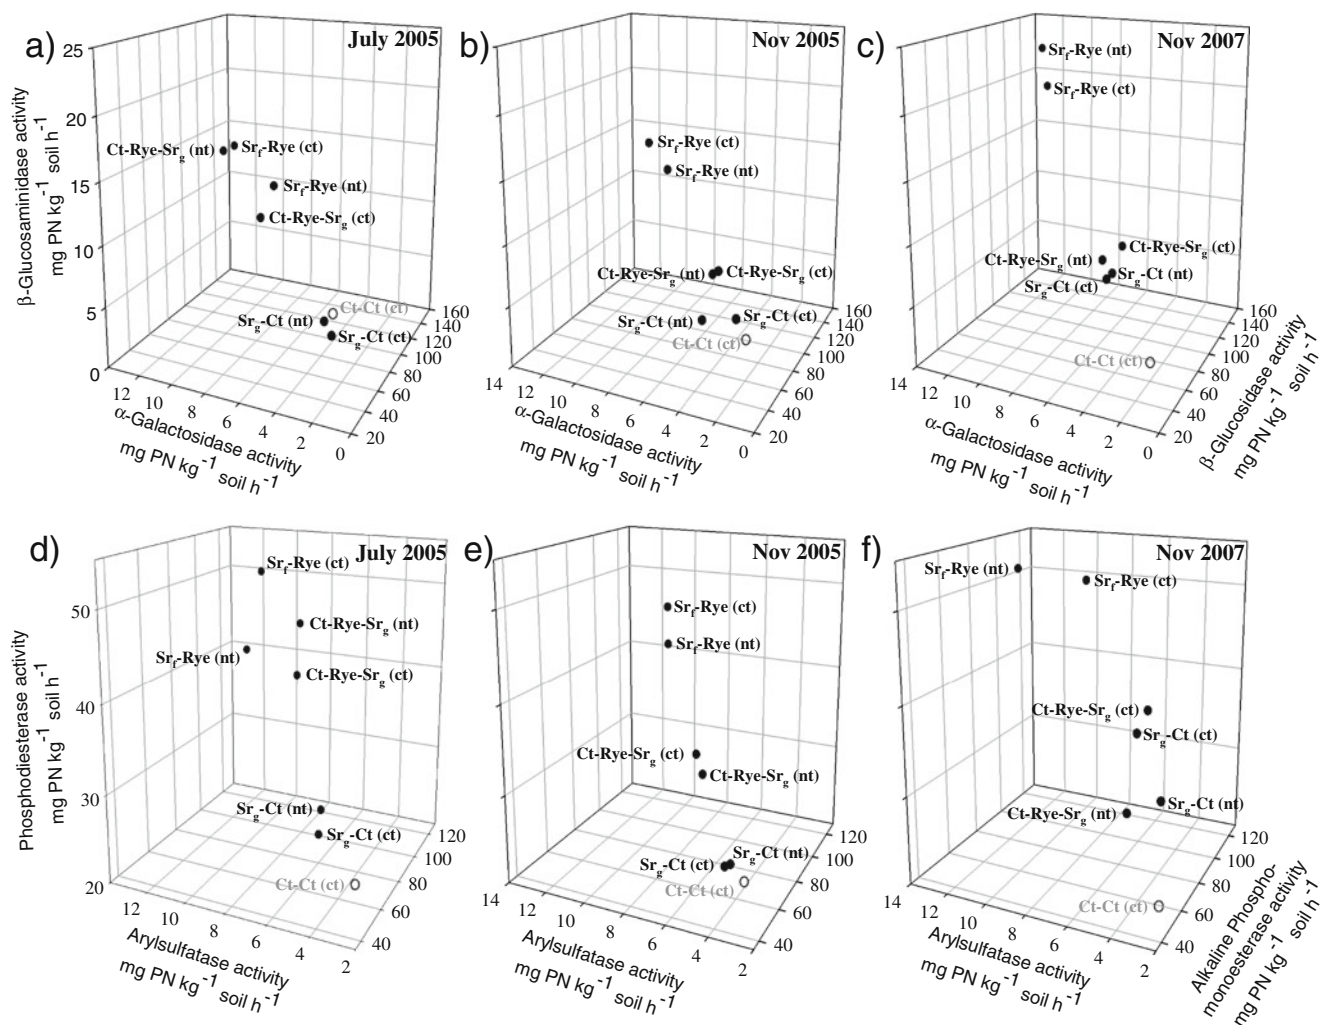 a)
July 2005
25
20
15
10
5
0
β-Glucosaminidase activity
mg PN kg-1 soil h-1
Ct-Rye-Srg (nt)
Srf-Rye (ct)
Srf-Rye (nt)
Ct-Rye-Srg (ct)
Ct-Ct (ct)
Srg-Ct (nt)
Srg-Ct (ct)
12 10 8 6 4 2 0
160 140 120 100 80 60 40 20
α-Galactosidase activity
mg PN kg-1 soil h-1
b)
Nov 2005
Srf-Rye (ct)
Srf-Rye (nt)
Ct-Rye-Srg (nt)
Ct-Rye-Srg (ct)
Srg-Ct (nt)
Srg-Ct (ct)
Ct-Ct (ct)
14 12 10 8 6 4 2 0
160 140 120 100 80 60 40 20
α-Galactosidase activity
mg PN kg-1 soil h-1
c)
Nov 2007
Srf-Rye (nt)
Srf-Rye (ct)
Ct-Rye-Srg (ct)
Ct-Rye-Srg (nt)
Srg-Ct (nt)
Srg-Ct (ct)
Ct-Ct (ct)
14 12 10 8 6 4 2 0
160 140 120 100 80 60 40 20
α-Galactosidase activity
mg PN kg-1 soil h-1
β-Glucosidase activity
mg PN kg-1 soil h-1
d)
July 2005
50
40
30
20
Phosphodiesterase activity
mg PN kg-1 soil h-1
Srf-Rye (ct)
Ct-Rye-Srg (nt)
Srf-Rye (nt)
Ct-Rye-Srg (ct)
Srg-Ct (nt)
Srg-Ct (ct)
Ct-Ct (ct)
12 10 8 6 4 2
120 100 80 60 40
Arylsulfatase activity
mg PN kg-1 soil h-1
e)
Nov 2005
Srf-Rye (ct)
Srf-Rye (nt)
Ct-Rye-Srg (ct)
Ct-Rye-Srg (nt)
Srg-Ct (nt)
Srg-Ct (ct)
Ct-Ct (ct)
14 12 10 8 6 4 2
120 100 80 60 40
Arylsulfatase activity
mg PN kg-1 soil h-1
f)
Nov 2007
Srf-Rye (nt)
Srf-Rye (ct)
Ct-Rye-Srg (ct)
Srg-Ct (ct)
Srg-Ct (nt)
Ct-Rye-Srg (nt)
Ct-Ct (ct)
14 12 10 8 6 4 2
120 100 80 60 40
Arylsulfatase activity
mg PN kg-1 soil h-1
Alkaline Phospho-
monoesterase activity
mg PN kg-1 soil h-1